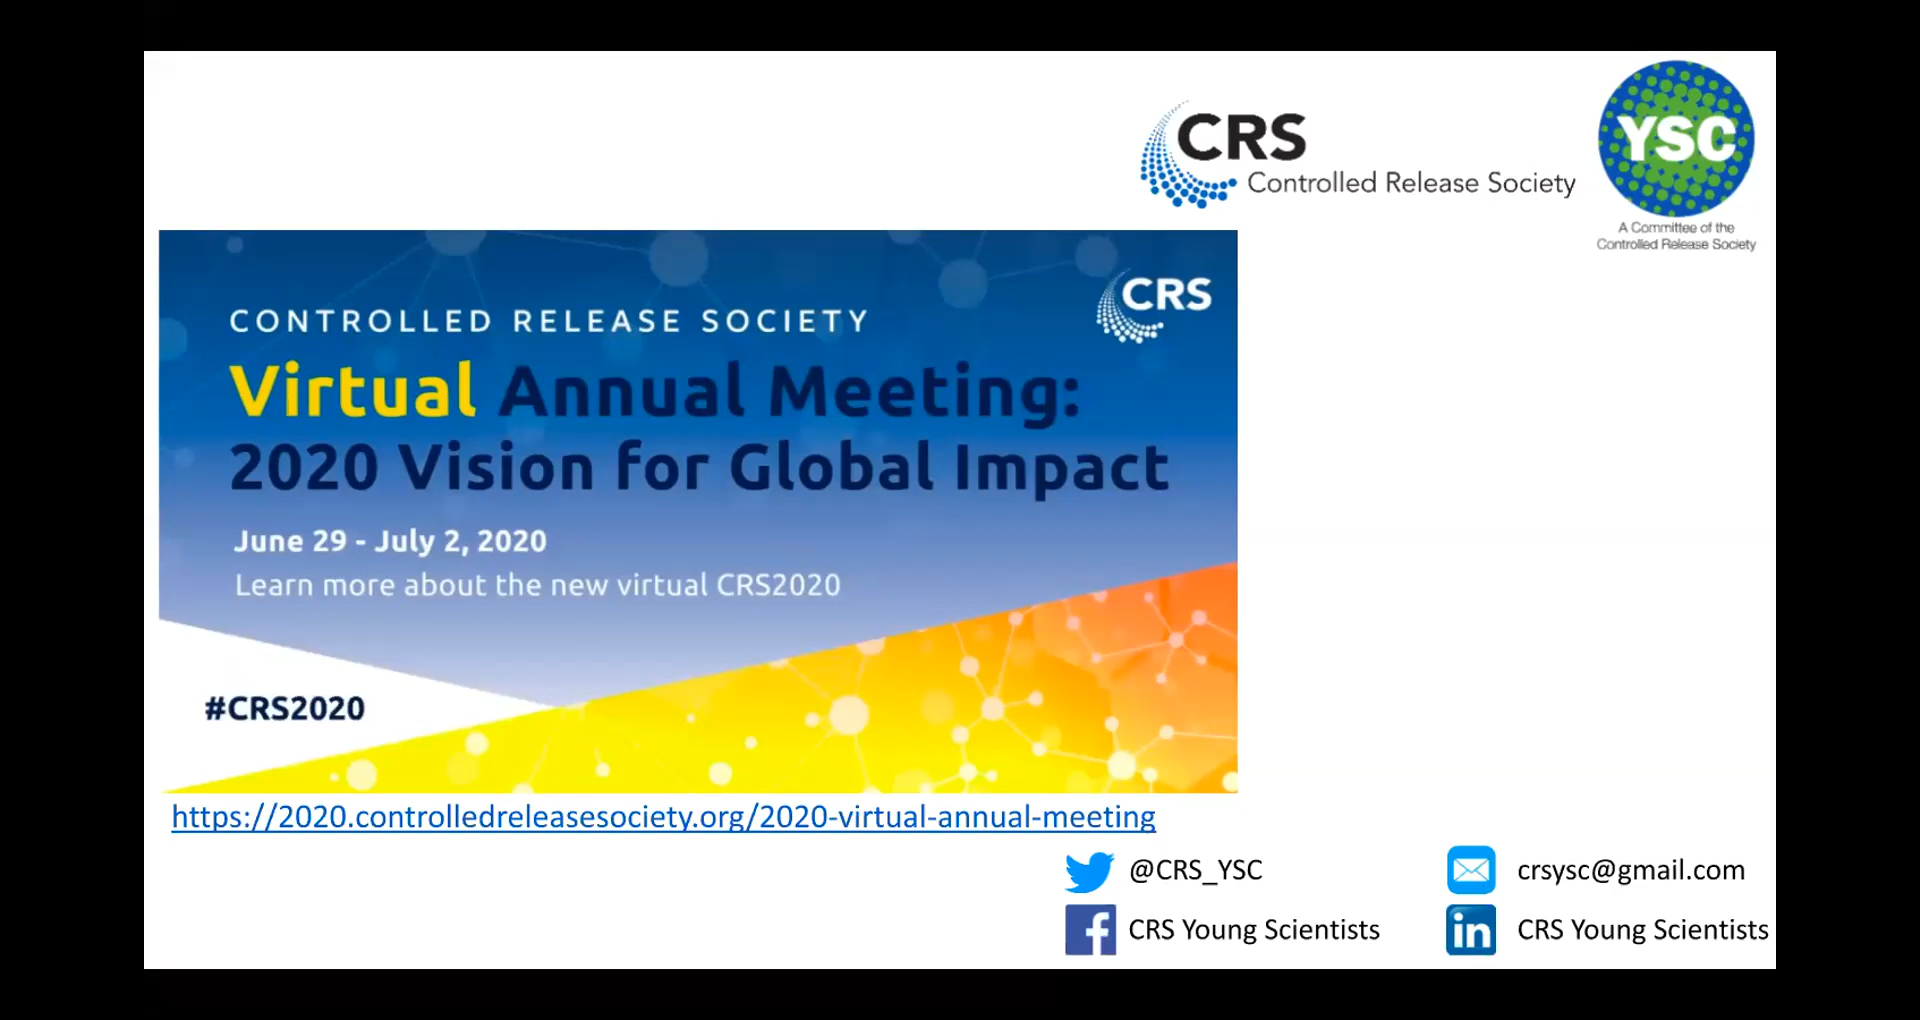 CRS
Controlled Release Society
YSC
A Committee of the
Controlled Release Society
CRS
CONTROLLED RELEASE SOCIETY
Virtual Annual Meeting:
2020 Vision for Global Impact
June 29 - July 2, 2020
Learn more about the new virtual CRS2020
#CRS2020
https://2020.controlledreleasesociety.org/2020-virtual-annual-meeting
@CRS_YSC
crsysc@gmail.com
CRS Young Scientists
in
CRS Young Scientists